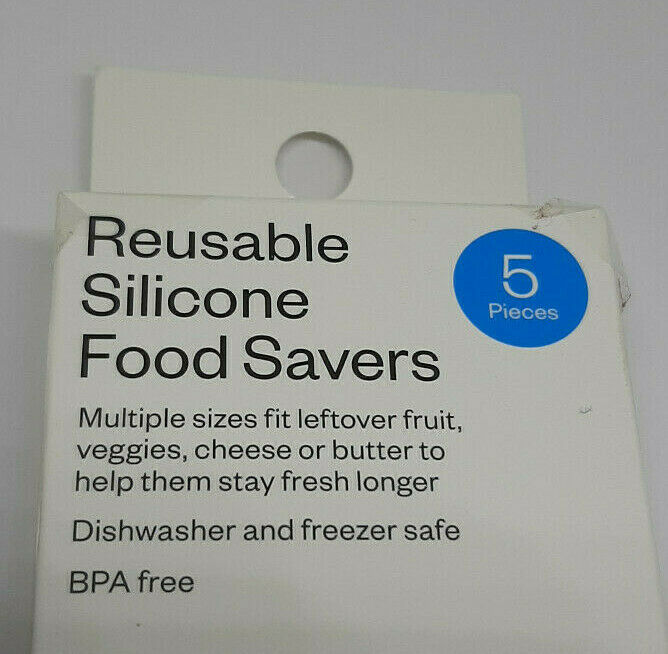 Reusable
Silicone
Food Savers
5
Pieces
Multiple sizes fit leftover fruit,
veggies, cheese or butter to
help them stay fresh longer
Dishwasher and freezer safe
BPA free